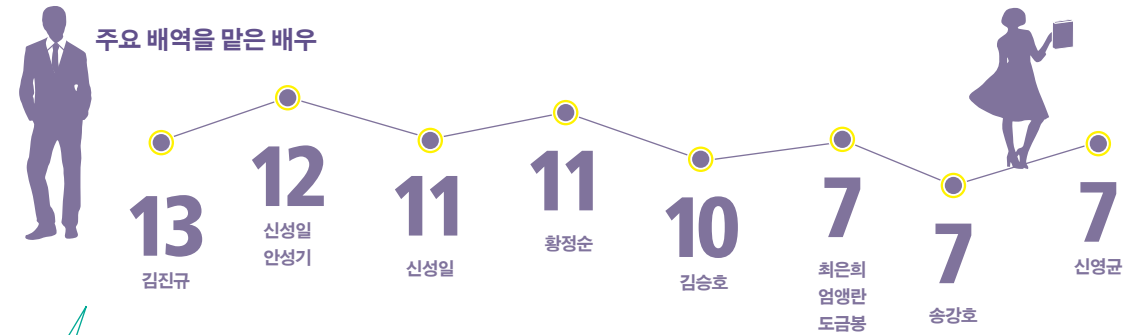 주요 배역을 맡은 배우
13
김진규
12
신성일
안성기
11
신성일
11
황정순
10
김승호
7
최은희
엄앵란
도금봉
7
송강호
7
신영균